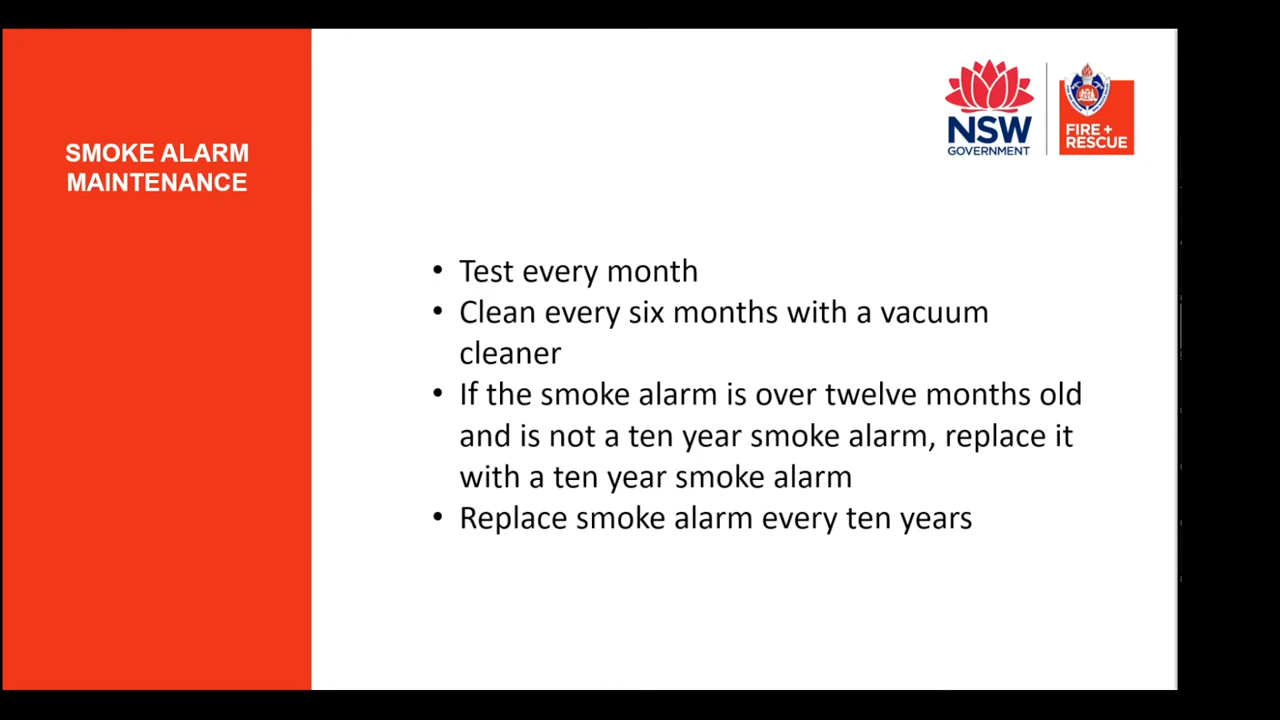 SMOKE ALARM
MAINTENANCE
NSW
GOVERNMENT
FIRE+
RESCUE
• Test every month
• Clean every six months with a vacuum
cleaner
• If the smoke alarm is over twelve months old
and is not a ten year smoke alarm, replace it
with a ten year smoke alarm
• Replace smoke alarm every ten years